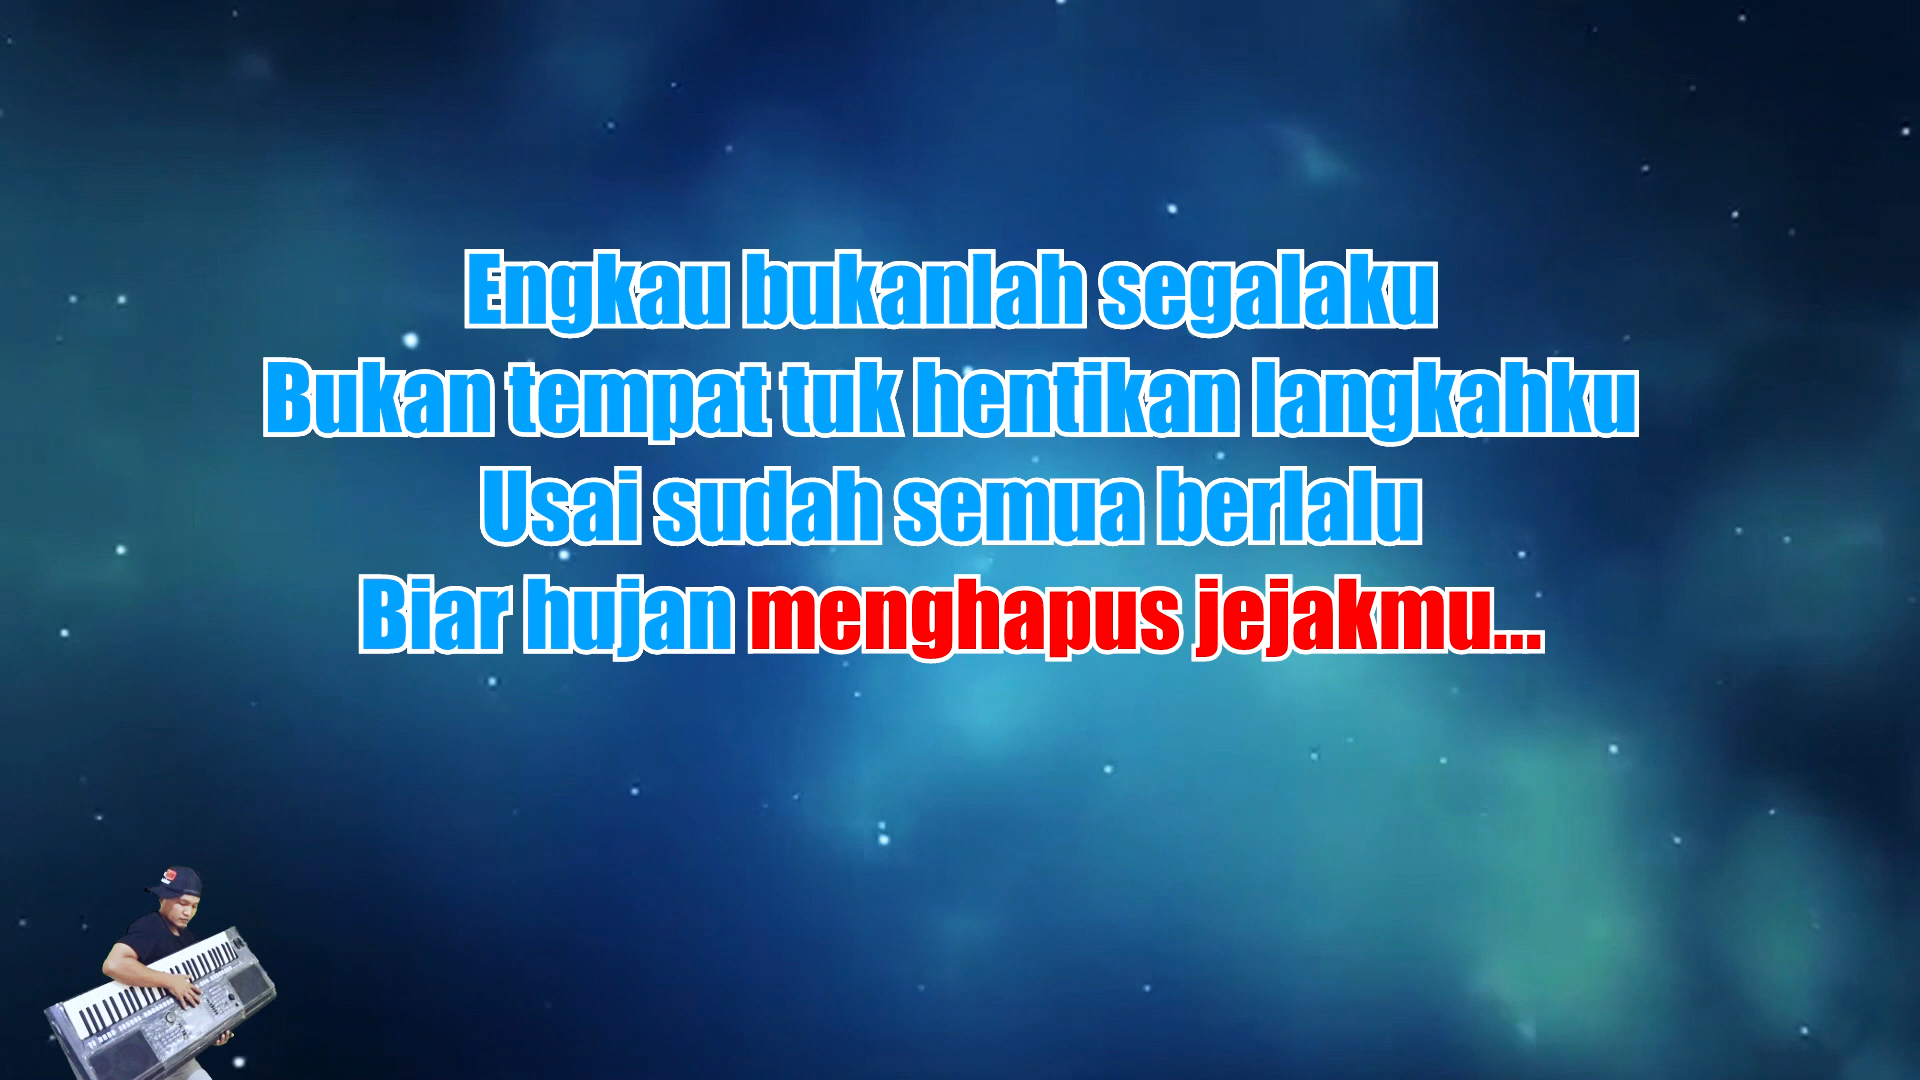 Engkau bukanlah segalaku
Bukan tempat tuk hentikan langkahku
Usai sudah semua berlalu
Biar hujan menghapus jejakmu...